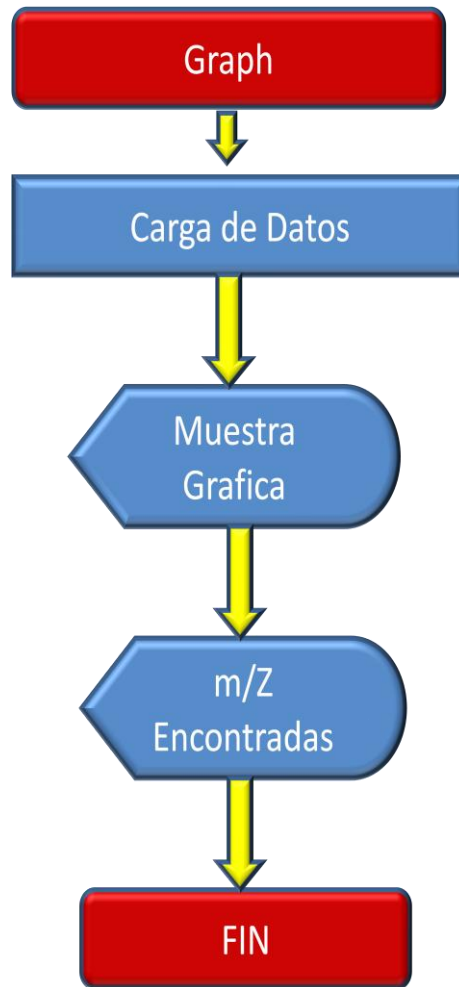 Graph
Carga de Datos
Muestra
Grafica
m/Z
Encontradas
FIN